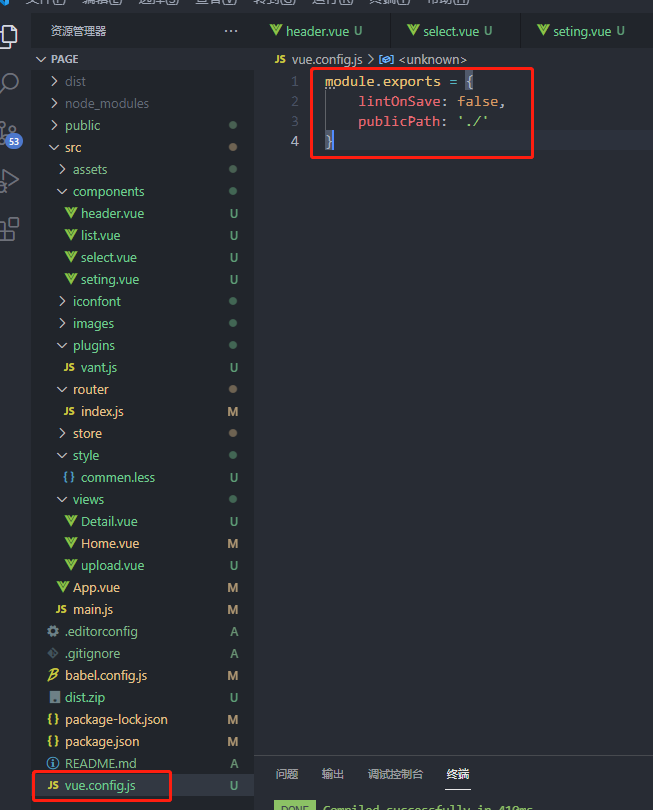 资源管理器 ···
header.vue U select.vue U seting.vue U
PAGE
JS vue.config.js > <unknown>
dist
node_modules
public
src
assets
components
header.vue U
list.vue U
select.vue U
seting.vue U
iconfont
images
plugins
JS vant.js U
router
JS index.js M
store
style
{} commen.less U
views
Detail.vue U
Home.vue M
upload.vue U
App.vue M
JS main.js M
.editorconfig A
.gitignore A
babel.config.js M
dist.zip U
{} package-lock.json M
{} package.json M
README.md A
JS vue.config.js U
53
1 module.exports = {
2 lintOnSave: false,
3 publicPath: './'
4 }
问题 输出 调试控制台 终端
DONE Compiled successfully in 410ms